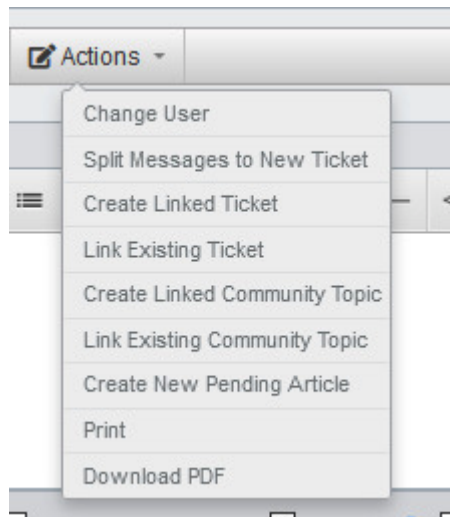 Actions
Change User
Split Messages to New Ticket
Create Linked Ticket
Link Existing Ticket
Create Linked Community Topic
Link Existing Community Topic
Create New Pending Article
Print
Download PDF